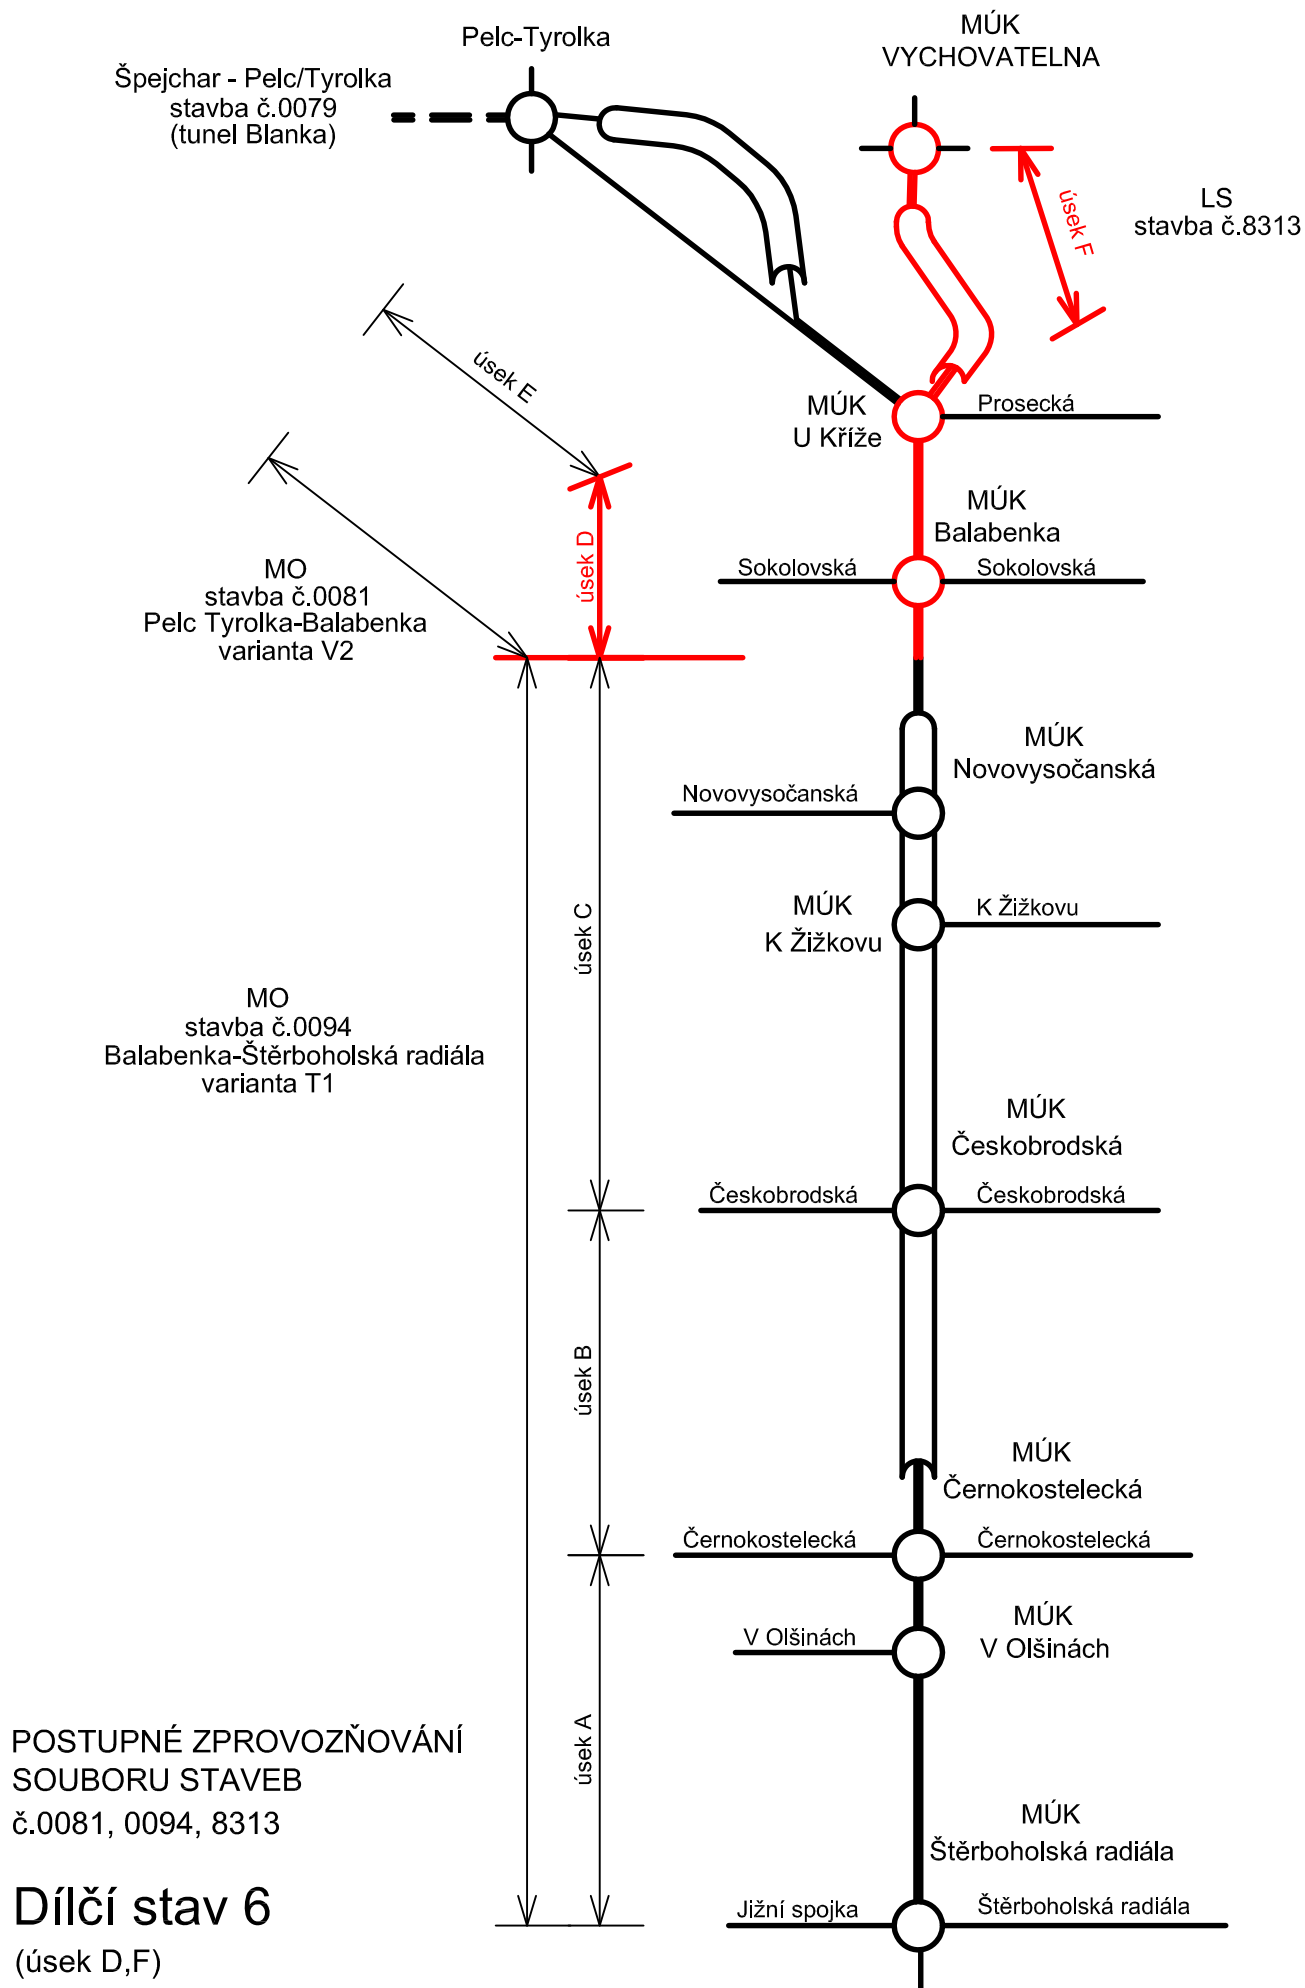 Pelc-Tyrolka
MÚK
VYCHOVATELNA
Špejchar - Pelc/Tyrolka
stavba č.0079
(tunel Blanka)
úsek F
LS
stavba č.8313
úsek E
MÚK
U Kříže
Prosecká
MÚK
Balabenka
úsek D
Sokolovská
Sokolovská
MO
stavba č.0081
Pelc Tyrolka-Balabenka
varianta V2
MÚK
Novovysočanská
Novovysočanská
MÚK
K Žižkovu
K Žižkovu
úsek C
MO
stavba č.0094
Balabenka-Štěrboholská radiála
varianta T1
MÚK
Českobrodská
Českobrodská
Českobrodská
úsek B
MÚK
Černokostelecká
Černokostelecká
Černokostelecká
MÚK
V Olšinách
V Olšinách
úsek A
POSTUPNÉ ZPROVOZŇOVÁNÍ
SOUBORU STAVEB
č.0081, 0094, 8313
MÚK
Štěrboholská radiála
Dílčí stav 6
Jižní spojka
Štěrboholská radiála
(úsek D,F)